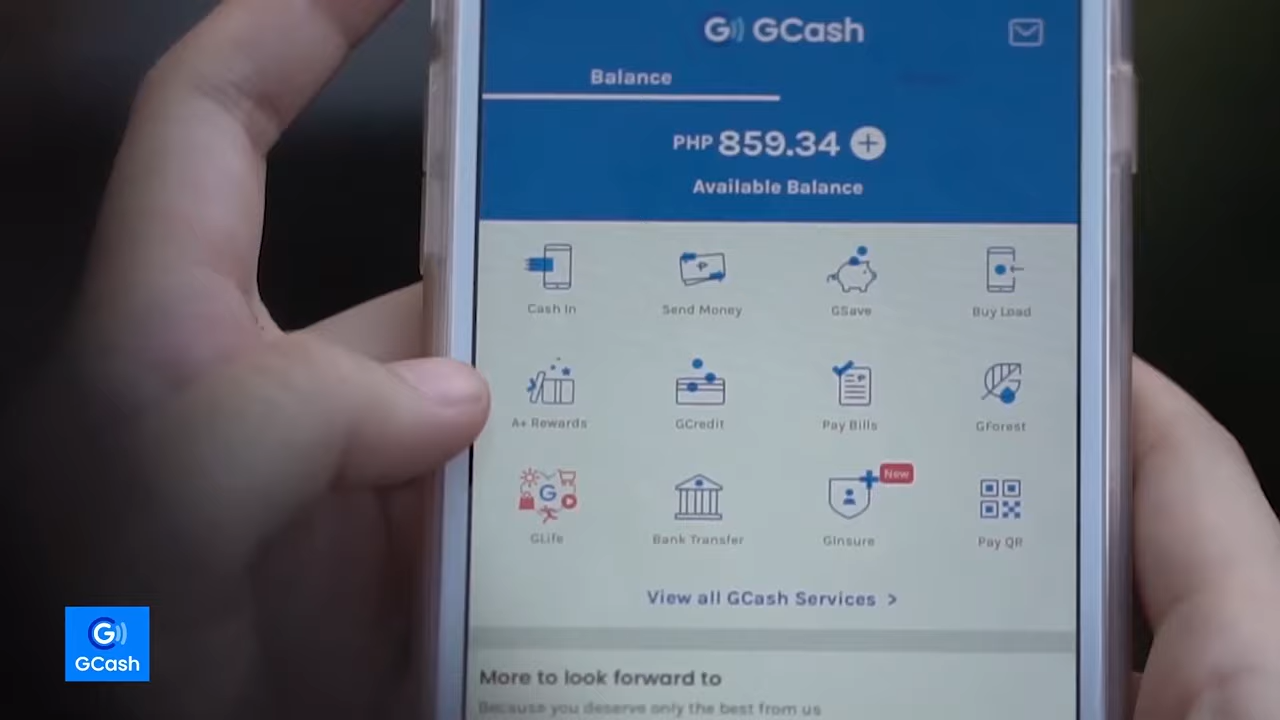 GCash
Balance
PHP 859.34
Available Balance
Cash In
Send Money
GSave
Buy Load
A+ Rewards
GCredit
Pay Bills
GForest
New
GLife
Bank Transfer
GInsure
Pay QR
View all GCash Services >
More to look forward to
Because you deserve only the best from us
GCash